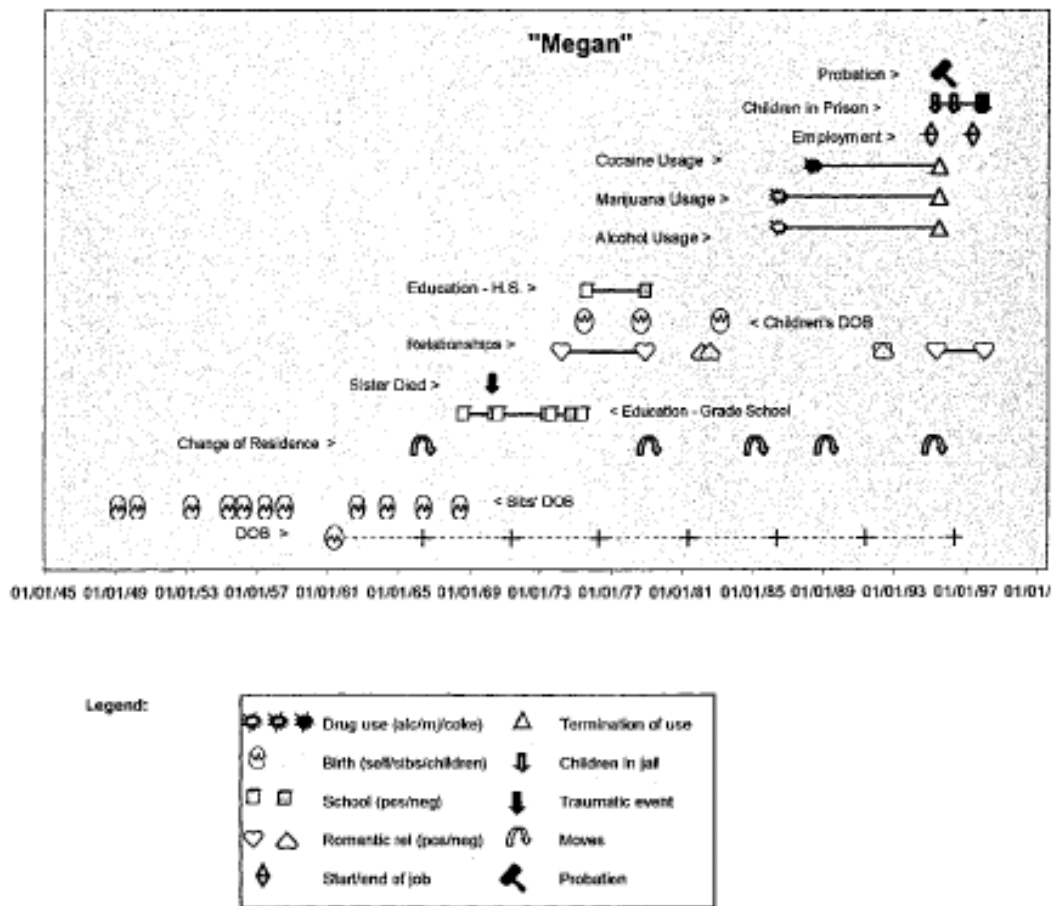 "Megan"
Probation >
Children in Prison >
Employment >
Cocaine Usage >
Marijuana Usage >
Alcohol Usage >
Education - H.S. >
< Children's DOB
Relationships >
Sister Died >
< Education - Grade School
Change of Residence >
< Sibs' DOB
DOB >
01/01/45 01/01/49 01/01/53 01/01/57 01/01/61 01/01/65 01/01/69 01/01/73 01/01/77 01/01/81 01/01/85 01/01/89 01/01/93 01/01/97 01/01/
Legend:
Drug use (alc/mj/coke) Termination of use
Birth (self/sibs/children) Children in jail
School (pos/neg) Traumatic event
Romantic rel (pos/neg) Moves
Start/end of job Probation